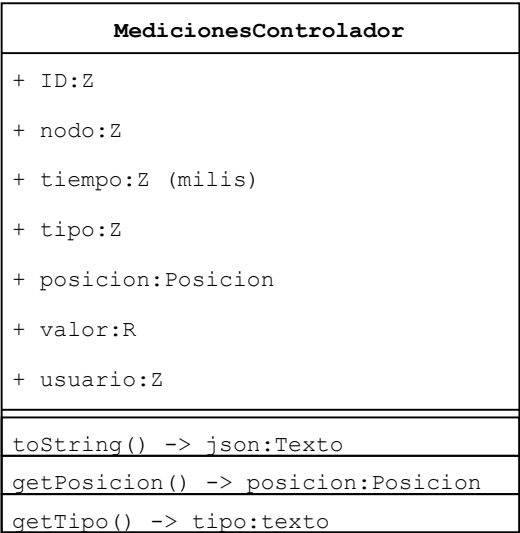 MedicionesControlador
+ ID:Z
+ nodo:Z
+ tiempo:Z (milis)
+ tipo:Z
+ posicion:Posicion
+ valor:R
+ usuario:Z
toString() -> json:Texto
getPosicion() -> posicion:Posicion
getTipo() -> tipo:texto